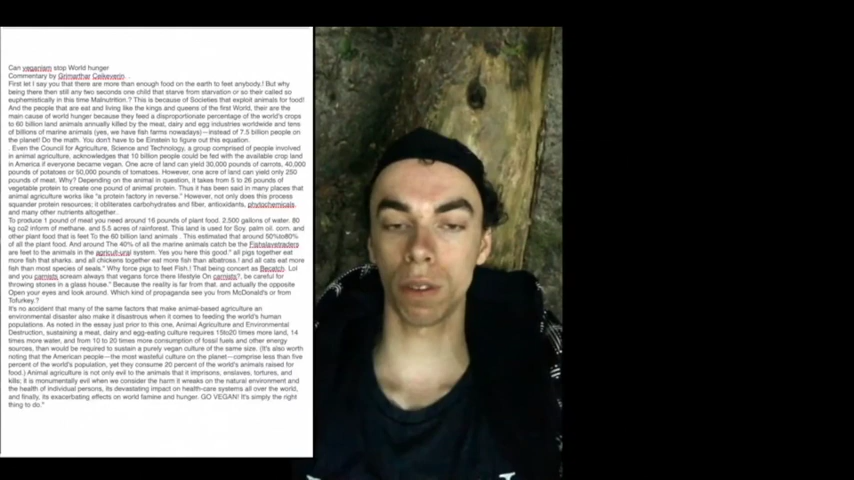 Can veganism stop World hunger
Commentary by Grimarthar Ceikeverin
First let I say you that there are more than enough food on the earth to feet anybody.! But why
being there then still any two seconds one child that starve from starvation or so their called so
euphemistically in this time Malnutrition.? This is because of Societies that exploit animals for food!
And the people that are eat and living like the kings and queens of the first World, their are the
main cause of world hunger because they feed a disproportionate percentage of the world's crops
to 60 billion land animals annually killed by the meat, dairy and egg industries worldwide and tens
of billions of marine animals (yes, we have fish farms nowadays)—instead of 7.5 billion people on
the planet! Do the math. You don't have to be Einstein to figure out this equation.
Even the Council for Agriculture, Science and Technology, a group comprised of people involved
in animal agriculture, acknowledges that 10 billion people could be fed with the available crop land
in America if everyone became vegan. One acre of land can yield 30,000 pounds of carrots, 40,000
pounds of potatoes or 50,000 pounds of tomatoes. However, one acre of land can yield only 250
pounds of meat. Why? Depending on the animal in question, it takes from 5 to 26 pounds of
vegetable protein to create one pound of animal protein. Thus it has been said in many places that
animal agriculture works like "a protein factory in reverse." However, not only does this process
squander protein resources; it obliterates carbohydrates and fiber, antioxidants, phytochemicals,
and many other nutrients altogether.
To produce 1 pound of meat you need around 16 pounds of plant food. 2.500 gallons of water. 80
kg co2 inform of methane, and 5.5 acres of rainforest. This land is used for Soy, palm oil, corn. and
other plant food that is feet To the 60 billion land animals . This estimated that around 50%to80%
of all the plant food. And around The 40% of all the marine animals catch be the Fishslavetraders
are feet to the animals in the agricult-ural system. Yes you here this good." all pigs together eat
more fish that sharks. and all chickens together eat more fish than albatross.! and all cats eat more
fish than most species of seals." Why force pigs to feet Fish.! That being concert as Becatch. Lol
and you carnists scream always that vegans force there lifestyle On carnists?, be careful for
throwing stones in a glass house." Because the reality is far from that. and actually the opposite
Open your eyes and look around. Which kind of propaganda see you from McDonald's or from
Tofurkey.?
It's no accident that many of the same factors that make animal-based agriculture an
environmental disaster also make it disastrous when it comes to feeding the world's human
populations. As noted in the essay just prior to this one, Animal Agriculture and Environmental
Destruction, sustaining a meat, dairy and egg-eating culture requires 15to20 times more land, 14
times more water, and from 10 to 20 times more consumption of fossil fuels and other energy
sources, than would be required to sustain a purely vegan culture of the same size. (It's also worth
noting that the American people—the most wasteful culture on the planet—comprise less than five
percent of the world's population, yet they consume 20 percent of the world's animals raised for
food.) Animal agriculture is not only evil to the animals that it imprisons, enslaves, tortures, and
kills; it is monumentally evil when we consider the harm it wreaks on the natural environment and
the health of individual persons, its devastating impact on health-care systems all over the world,
and finally, its exacerbating effects on world famine and hunger. GO VEGAN! It's simply the right
thing to do."